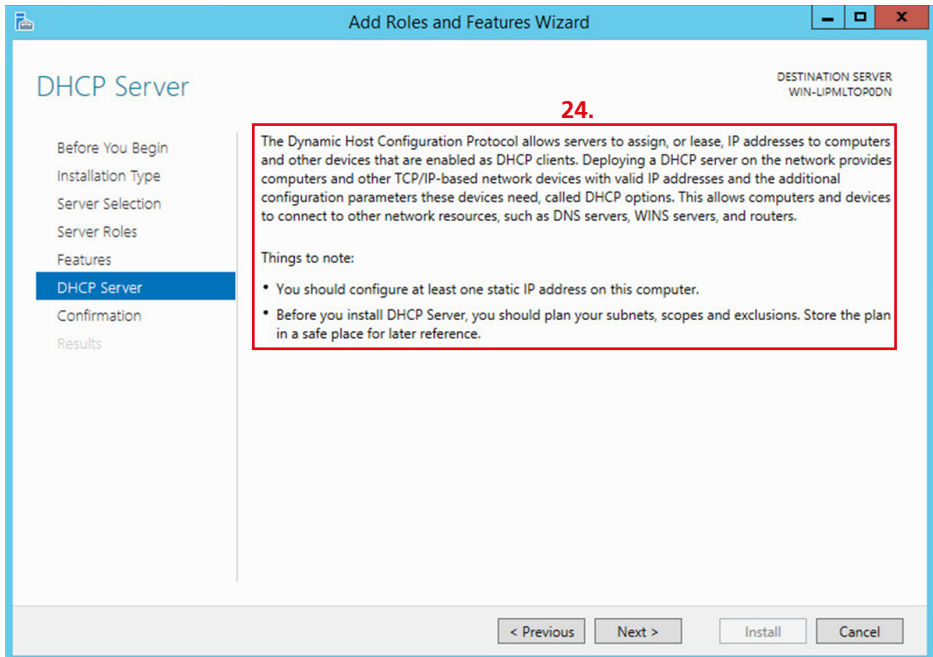 Add Roles and Features Wizard
DHCP Server
DESTINATION SERVER
WIN-LIPMLTOP0DN
24.
Before You Begin
Installation Type
Server Selection
Server Roles
Features
DHCP Server
Confirmation
Results
The Dynamic Host Configuration Protocol allows servers to assign, or lease, IP addresses to computers
and other devices that are enabled as DHCP clients. Deploying a DHCP server on the network provides
computers and other TCP/IP-based network devices with valid IP addresses and the additional
configuration parameters these devices need, called DHCP options. This allows computers and devices
to connect to other network resources, such as DNS servers, WINS servers, and routers.
Things to note:
• You should configure at least one static IP address on this computer.
• Before you install DHCP Server, you should plan your subnets, scopes and exclusions. Store the plan
in a safe place for later reference.
< Previous
Next >
Install
Cancel